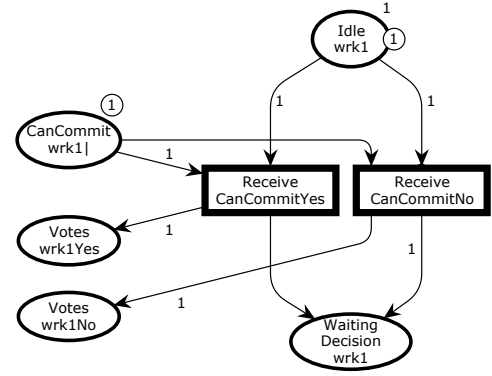 1
Idle
wrk1
1
1
1
1
CanCommit
wrk1|
1
Receive
CanCommitYes
Receive
CanCommitNo
Votes
wrk1Yes
1
1
Votes
wrk1No
1
Waiting
Decision
wrk1